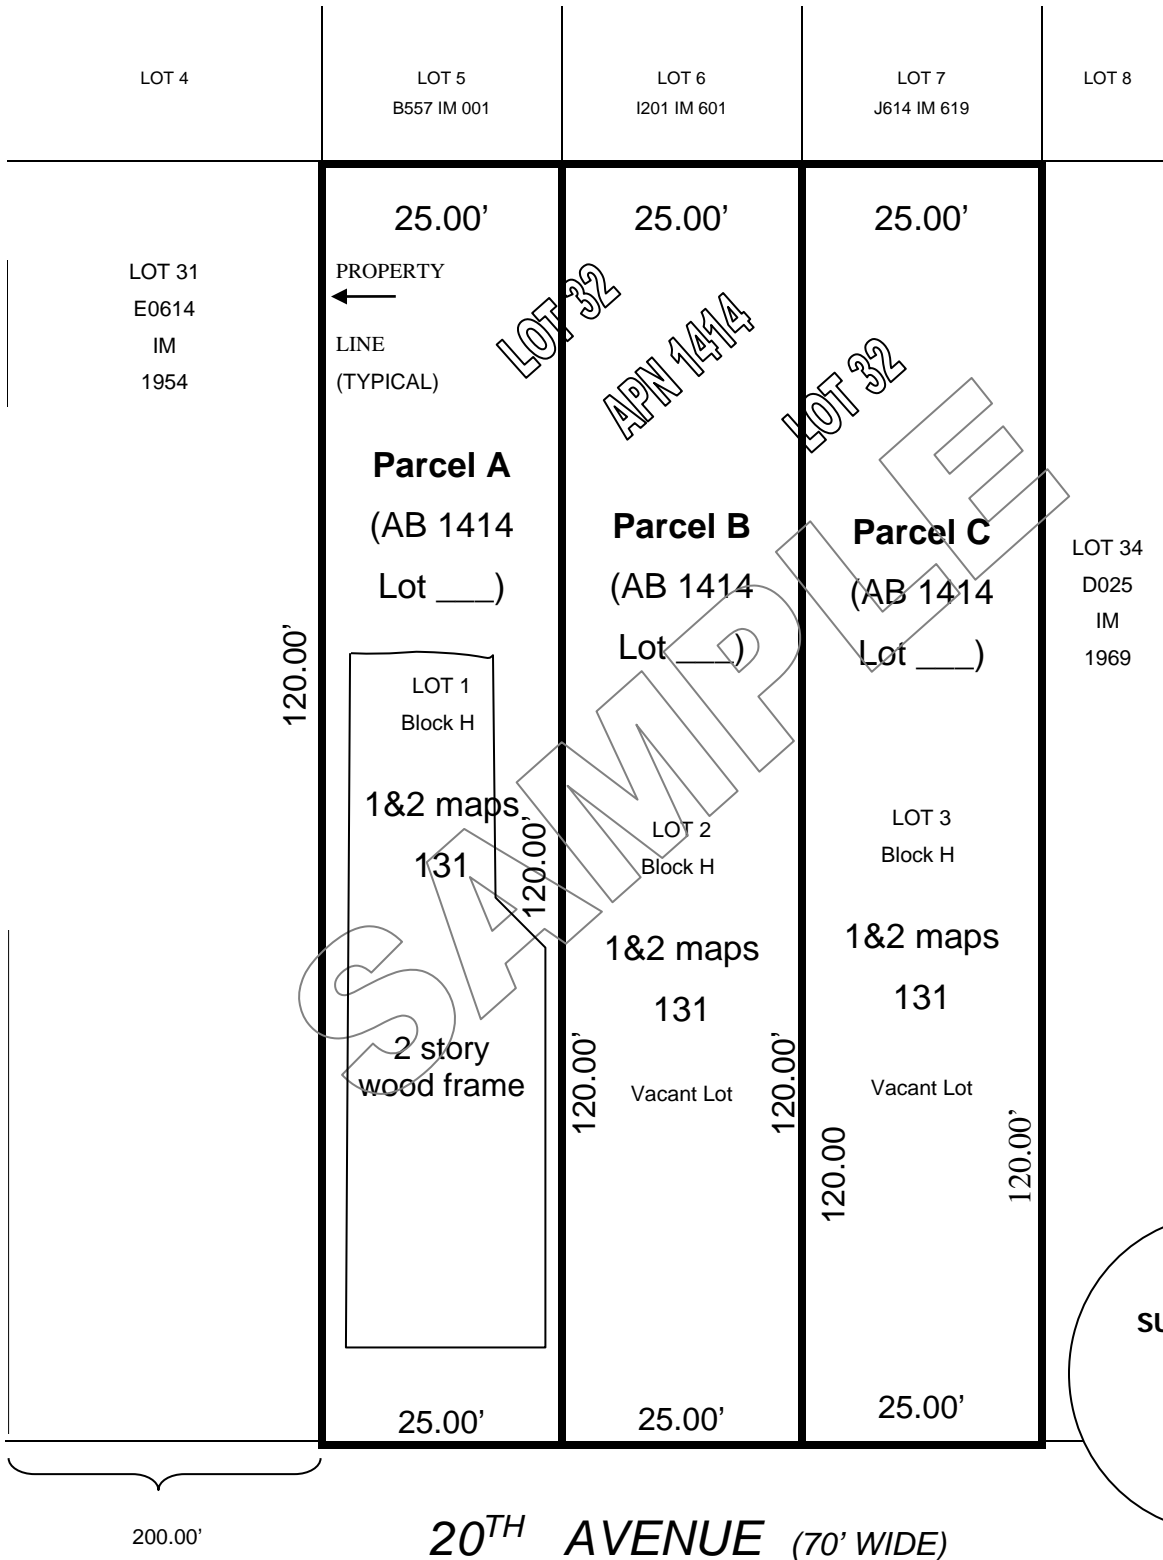 LOT 4
LOT 5
B557 IM 001
LOT 6
I201 IM 601
LOT 7
J614 IM 619
LOT 8
25.00’
25.00’
25.00’
LOT 31
E0614
IM
1954
PROPERTY
LINE
(TYPICAL)
LOT 32
APN 1414
LOT 32
Parcel A
(AB 1414
Lot ___)
Parcel B
(AB 1414
Lot ___)
Parcel C
(AB 1414
Lot ___)
LOT 34
D025
IM
1969
120.00’
LOT 1
Block H
1&2 maps
131
120.00’
2 story
wood frame
LOT 2
Block H
1&2 maps
131
120.00’
Vacant Lot
120.00’
LOT 3
Block H
1&2 maps
131
Vacant Lot
120.00
120.00’
SAMPLE
25.00’
25.00’
25.00’
200.00’
20TH AVENUE (70’ WIDE)